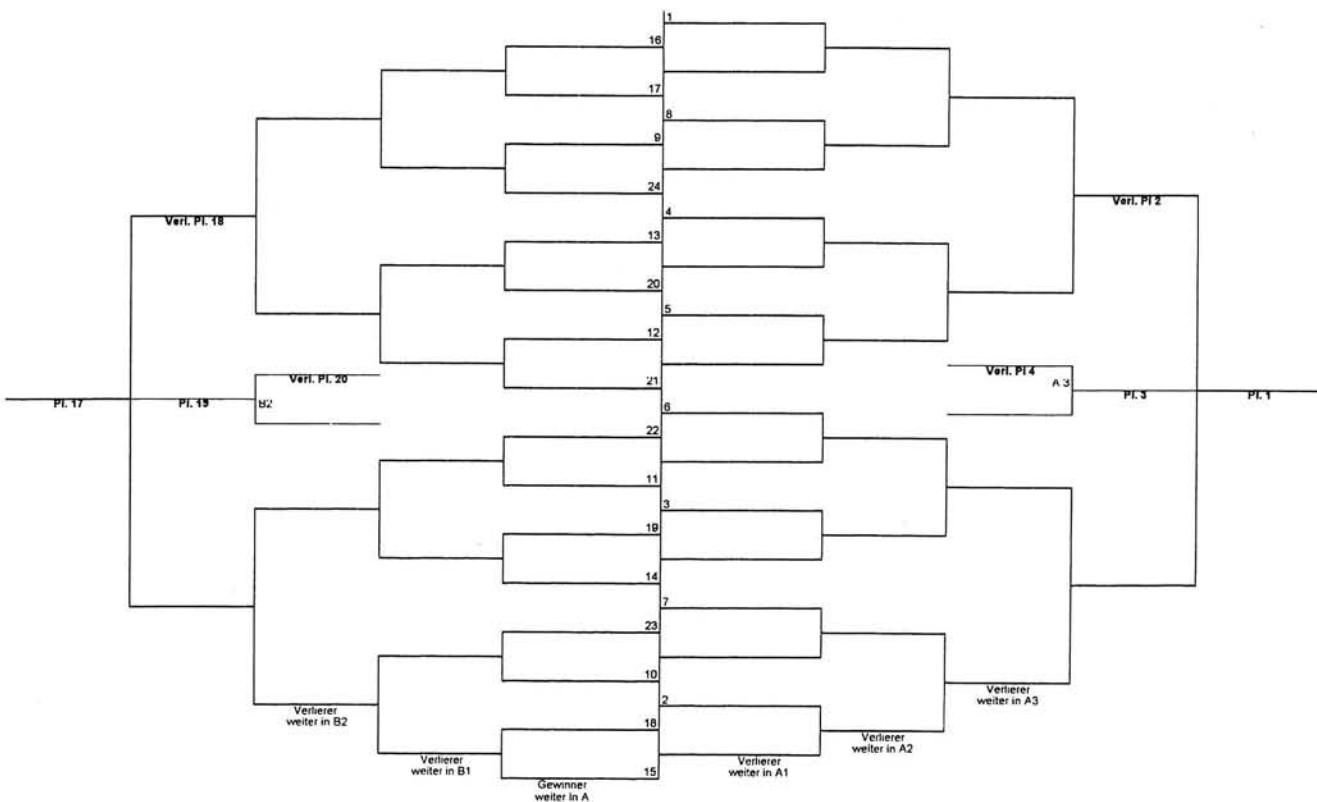 1
16
17
8
9
24
4
Verl. Pl. 18
Verl. Pl 2
13
20
5
12
Verl. Pl. 20
21
Verl. Pl 4
A 3
Pl. 17
Pl. 19
B2
Pl. 3
Pl. 1
6
22
11
3
19
14
7
23
10
2
18
15
Verlierer
weiter in B2
Verlierer
weiter in B1
Gewinner
weiter in A
Verlierer
weiter in A1
Verlierer
weiter in A2
Verlierer
weiter in A3